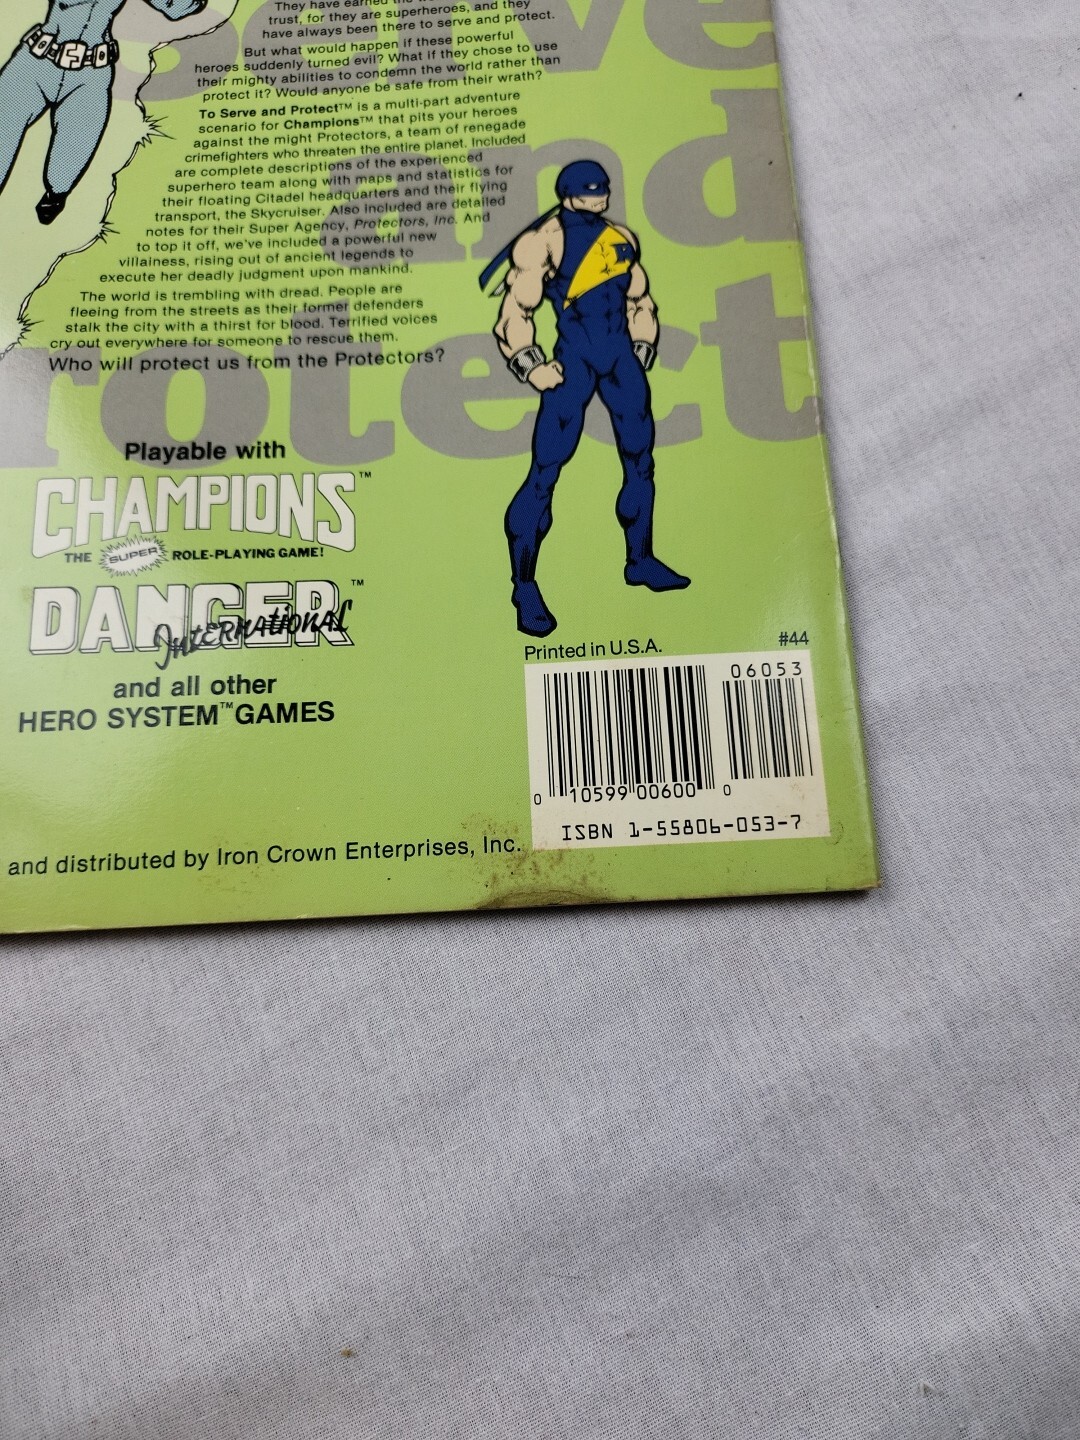 They have earned the
trust, for they are superheroes, and they
have always been there to serve and protect.
But what would happen if these powerful
heroes suddenly turned evil? What if they chose to use
their mighty abilities to condemn the world rather than
protect it? Would anyone be safe from their wrath?
To Serve and Protect™ is a multi-part adventure
scenario for Champions™ that pits your heroes
against the might Protectors, a team of renegade
crimefighters who threaten the entire planet. Included
are complete descriptions of the experienced
superhero team along with maps and statistics for
their floating Citadel headquarters and their flying
transport, the Skycruiser. Also included are detailed
notes for their Super Agency, Protectors, Inc. And
to top it off, we've included a powerful new
villainess, rising out of ancient legends to
execute her deadly judgment upon mankind.
The world is trembling with dread. People are
fleeing from the streets as their former defenders
stalk the city with a thirst for blood. Terrified voices
cry out everywhere for someone to rescue them.
Who will protect us from the Protectors?
Serve
and
rotect
Playable with
CHAMPIONS™
THE SUPER ROLE-PLAYING GAME!
DANGER™
International
and all other
HERO SYSTEM™ GAMES
Printed in U.S.A. #44
06053
0 10599 00600 0
ISBN 1-55806-053-7
and distributed by Iron Crown Enterprises, Inc.